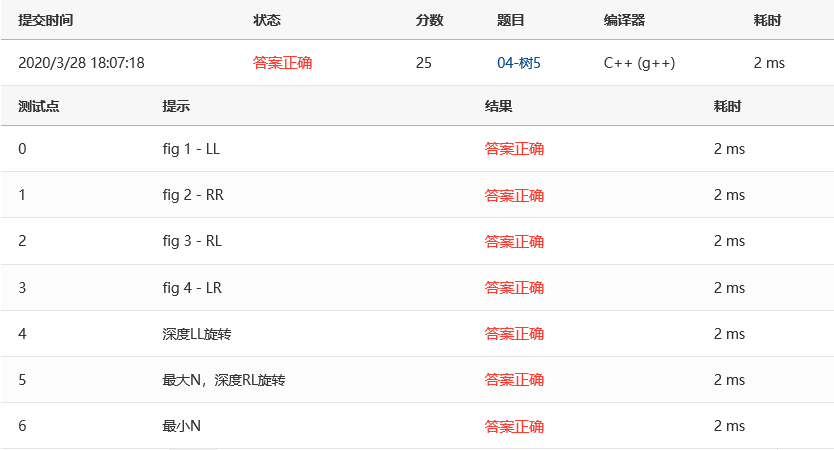 提交时间 状态 分数 题目 编译器 耗时
2020/3/28 18:07:18 答案正确 25 04-树5 C++ (g++) 2 ms
测试点 提示 结果 耗时
0 fig 1 - LL 答案正确 2 ms
1 fig 2 - RR 答案正确 2 ms
2 fig 3 - RL 答案正确 2 ms
3 fig 4 - LR 答案正确 2 ms
4 深度LL旋转 答案正确 2 ms
5 最大N，深度RL旋转 答案正确 2 ms
6 最小N 答案正确 2 ms